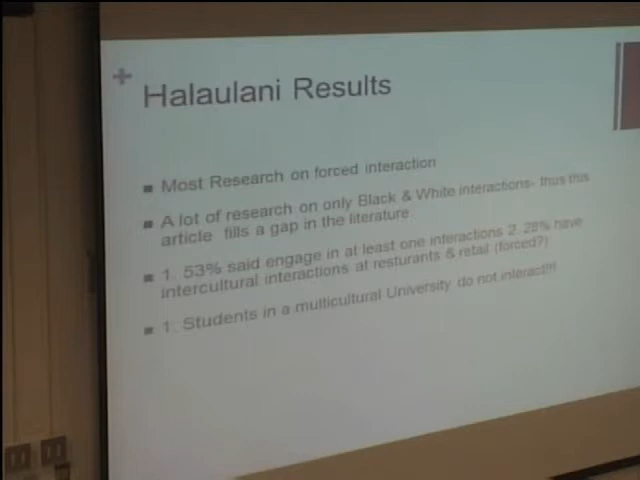 Halaulani Results
Most Research on forced interaction
A lot of research on only Black & White interactions- thus this
article fills a gap in the literature
1. 53% said engage in at least one interactions 2. 28% have
intercultural interactions at resturants & retail (forced?)
1. Students in a multicultural University do not interact!!!